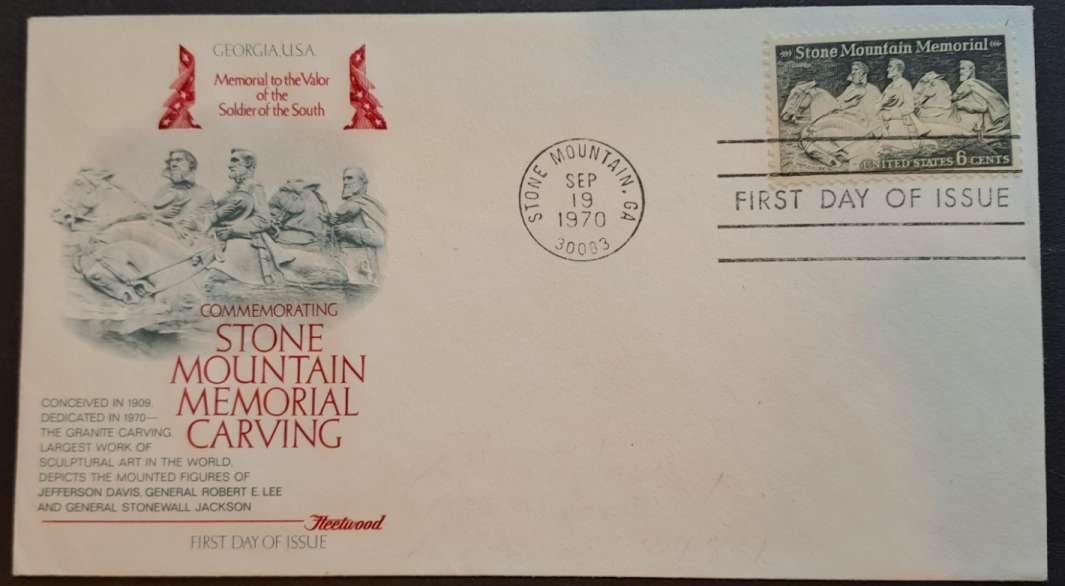 GEORGIA, U.S.A.
Memorial to the Valor
of the
Soldier of the South
COMMEMORATING
STONE
MOUNTAIN
MEMORIAL
CARVING
CONCEIVED IN 1909,
DEDICATED IN 1970—
THE GRANITE CARVING,
LARGEST WORK OF
SCULPTURAL ART IN THE WORLD,
DEPICTS THE MOUNTED FIGURES OF
JEFFERSON DAVIS, GENERAL ROBERT E. LEE
AND GENERAL STONEWALL JACKSON
Fleetwood
FIRST DAY OF ISSUE
STONE MOUNTAIN, GA
SEP
19
1970
30083
Stone Mountain Memorial
UNITED STATES 6 CENTS
FIRST DAY OF ISSUE